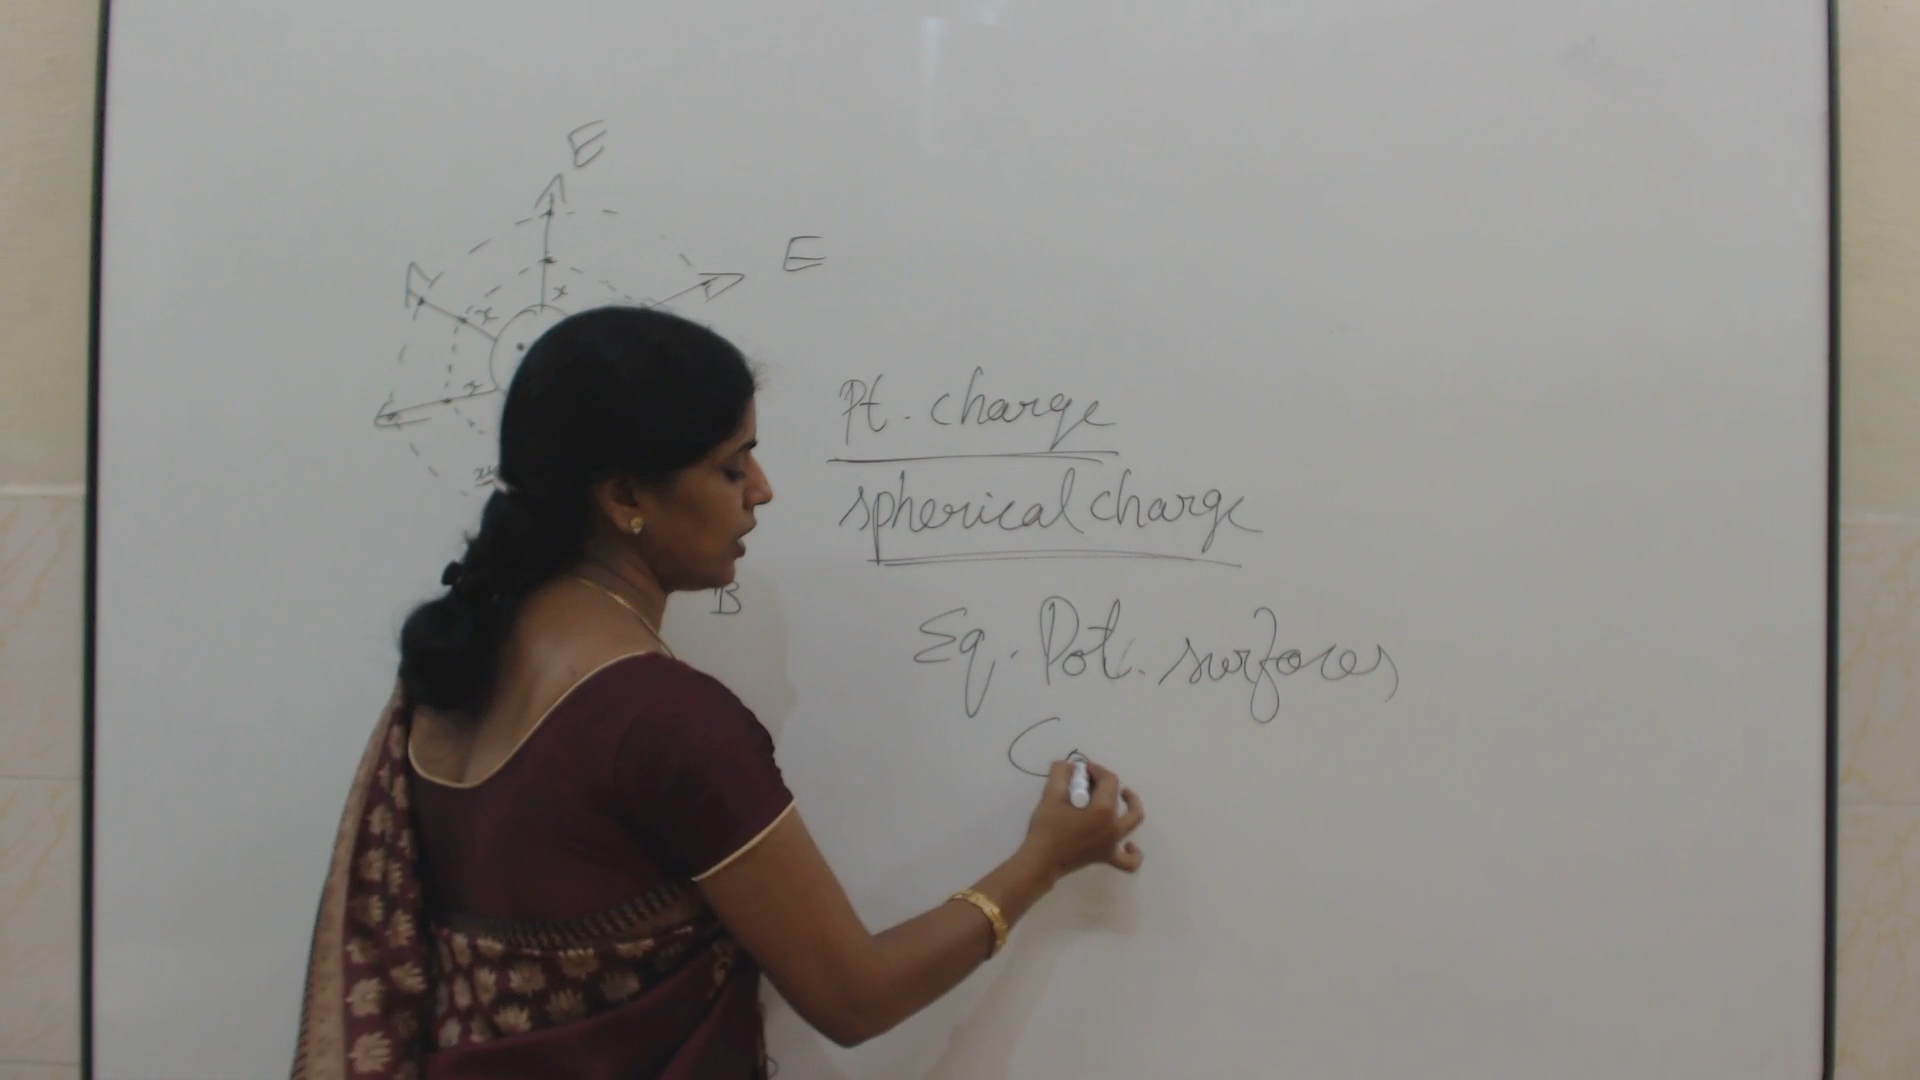 E
E
x
x
x
B
Pt. charge
spherical charge
Eq. Pot. surfaces